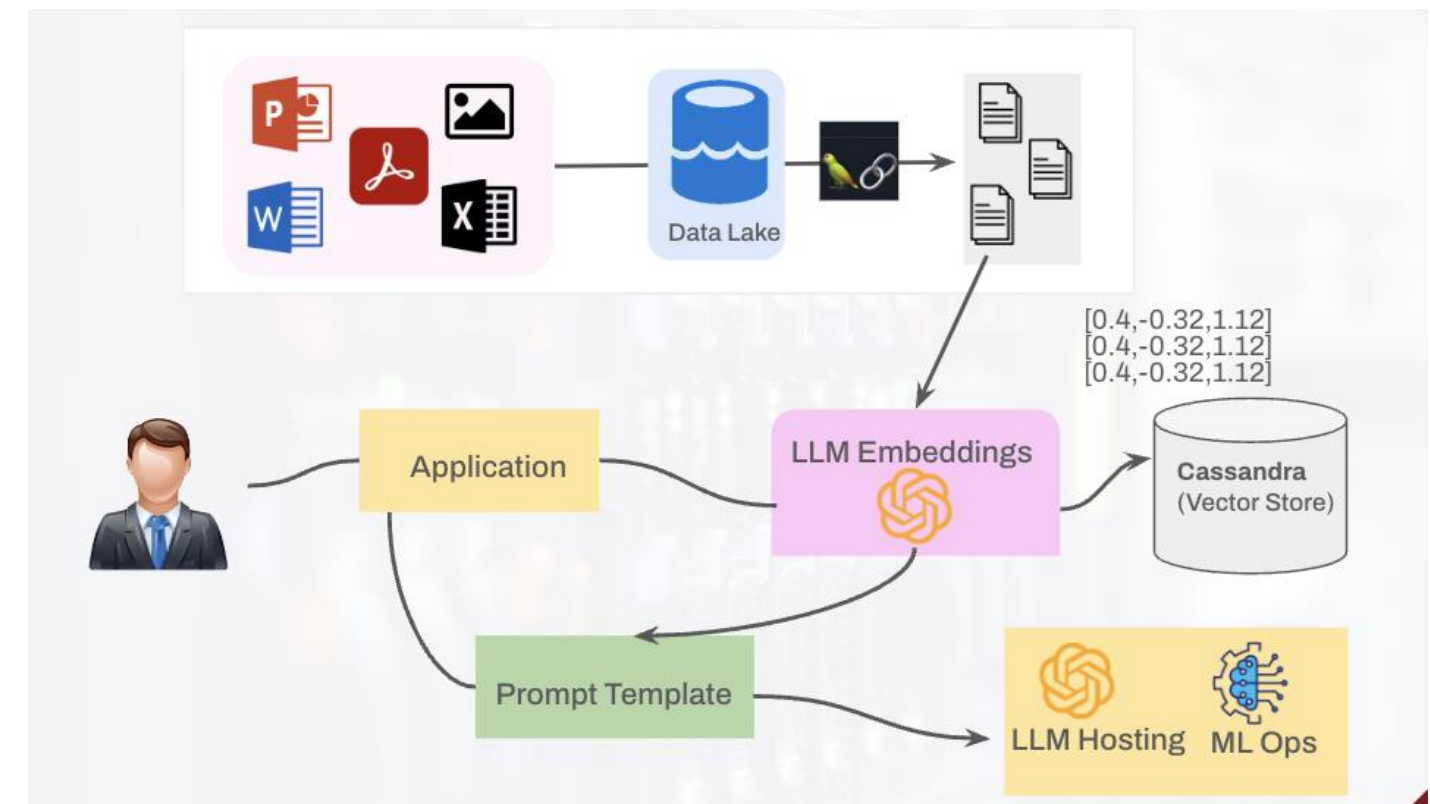 P
W
X
Data Lake
[0.4,-0.32,1.12]
[0.4,-0.32,1.12]
[0.4,-0.32,1.12]
Application
LLM Embeddings
Cassandra
(Vector Store)
Prompt Template
LLM Hosting
ML Ops